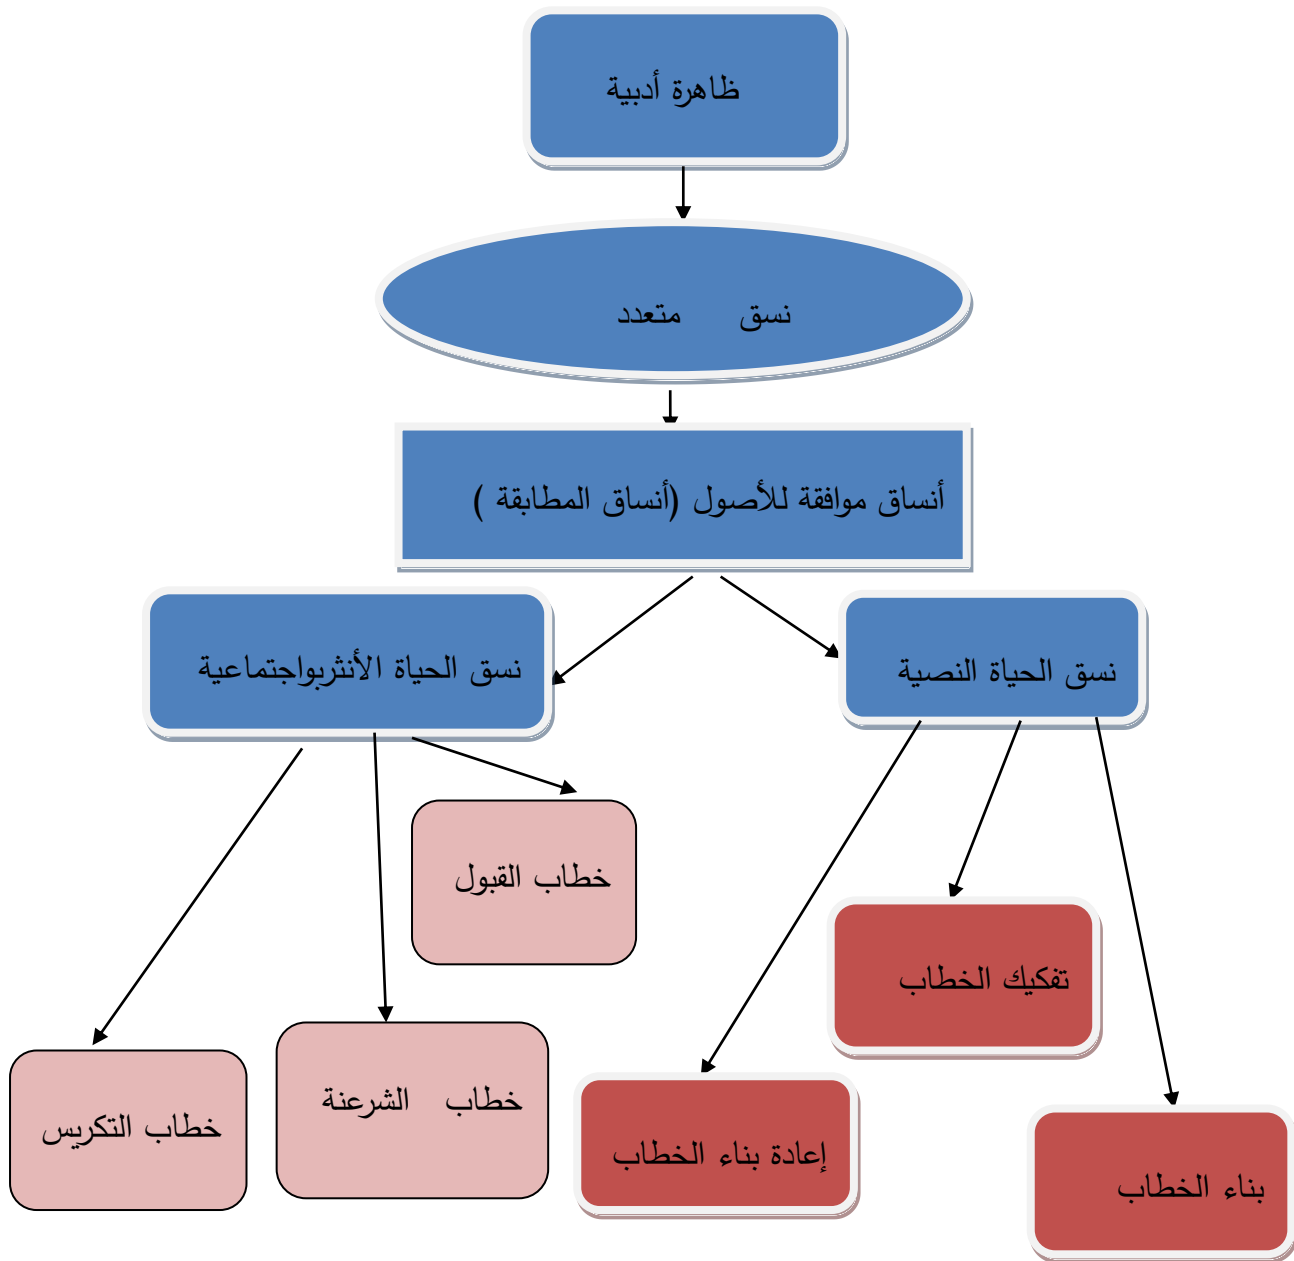 ظاهرة أدبية
نسق متعدد
أنساق موافقة للأصول (أنساق المطابقة )
نسق الحياة النصية
نسق الحياة الأنثربواجتماعية
خطاب القبول
تفكيك الخطاب
خطاب الشرعنة
خطاب التكريس
إعادة بناء الخطاب
بناء الخطاب